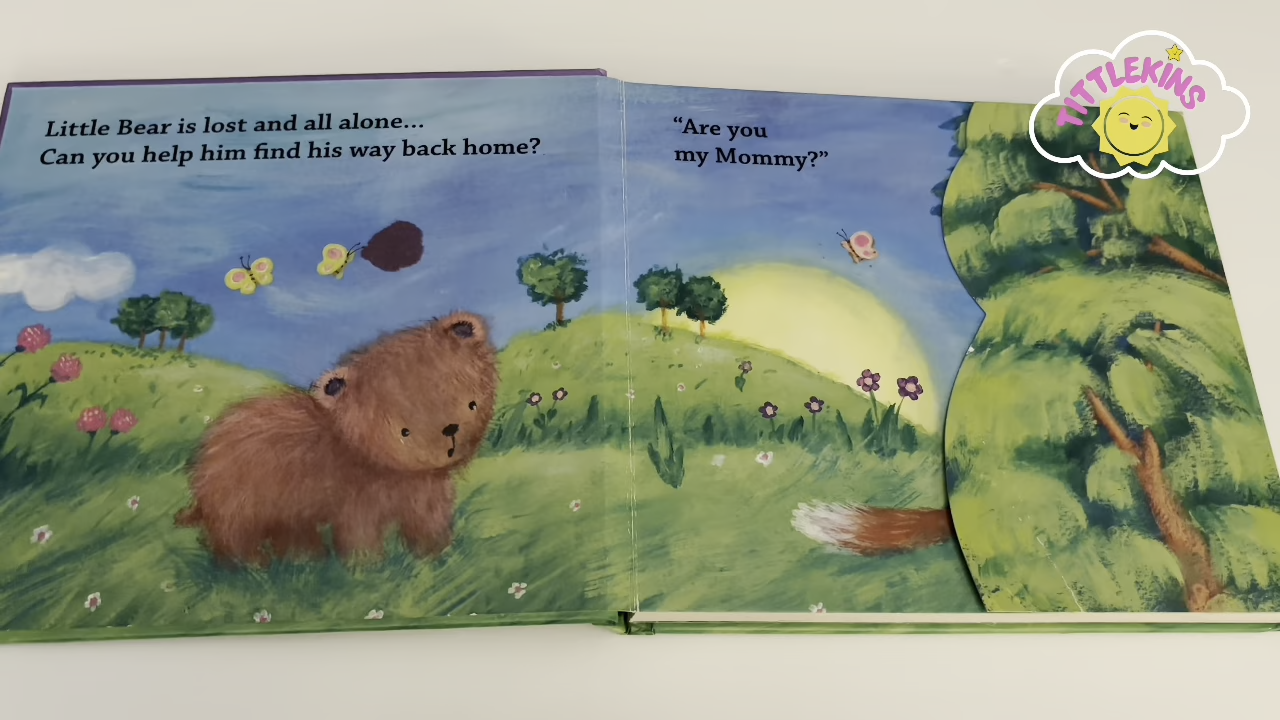 Little Bear is lost and all alone...
Can you help him find his way back home?
“Are you
my Mommy?”
TITTLEKINS